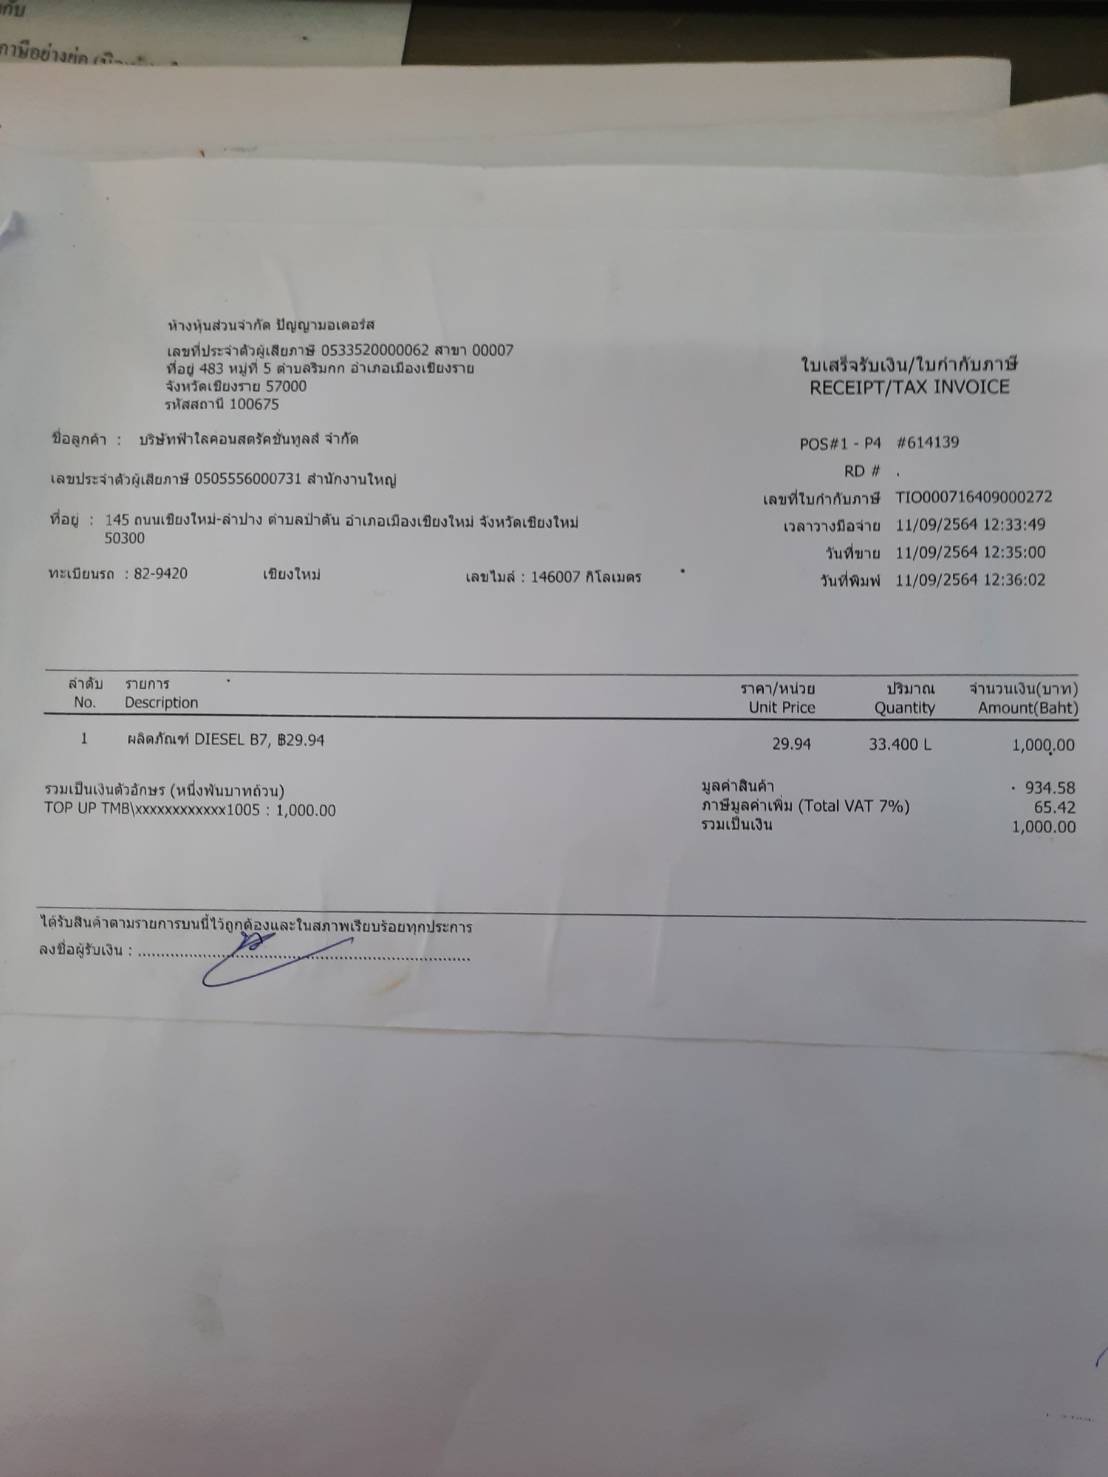 ภาษีอย่างย่อ
ห้างหุ้นส่วนจำกัด ปัญญามอเตอร์ส
เลขที่ประจำตัวผู้เสียภาษี 0533520000062 สาขา 00007
ที่อยู่ 483 หมู่ที่ 5 ตำบลริมกก อำเภอเมืองเชียงราย
จังหวัดเชียงราย 57000
รหัสสถานี 100675
ใบเสร็จรับเงิน/ใบกำกับภาษี
RECEIPT/TAX INVOICE
ชื่อลูกค้า : บริษัทฟ้าใสคอนสตรัคชั่นทูลส์ จำกัด
เลขประจำตัวผู้เสียภาษี 0505556000731 สำนักงานใหญ่
ที่อยู่ : 145 ถนนเชียงใหม่-ลำปาง ตำบลป่าตัน อำเภอเมืองเชียงใหม่ จังหวัดเชียงใหม่
50300
ทะเบียนรถ : 82-9420 เชียงใหม่ เลขไมล์ : 146007 กิโลเมตร
POS#1 - P4 #614139
RD # .
เลขที่ใบกำกับภาษี TIO000716409000272
เวลาวางมือจ่าย 11/09/2564 12:33:49
วันที่ขาย 11/09/2564 12:35:00
วันที่พิมพ์ 11/09/2564 12:36:02
ลำดับ รายการ ราคา/หน่วย ปริมาณ จำนวนเงิน(บาท)
No. Description Unit Price Quantity Amount(Baht)
1 ผลิตภัณฑ์ DIESEL B7, ฿29.94 29.94 33.400 L 1,000.00
รวมเป็นเงินตัวอักษร (หนึ่งพันบาทถ้วน)
TOP UP TMB\xxxxxxxxxxxx1005 : 1,000.00
มูลค่าสินค้า 934.58
ภาษีมูลค่าเพิ่ม (Total VAT 7%) 65.42
รวมเป็นเงิน 1,000.00
ได้รับสินค้าตามรายการบนนี้ไว้ถูกต้องและในสภาพเรียบร้อยทุกประการ
ลงชื่อผู้รับเงิน : ........................................................................